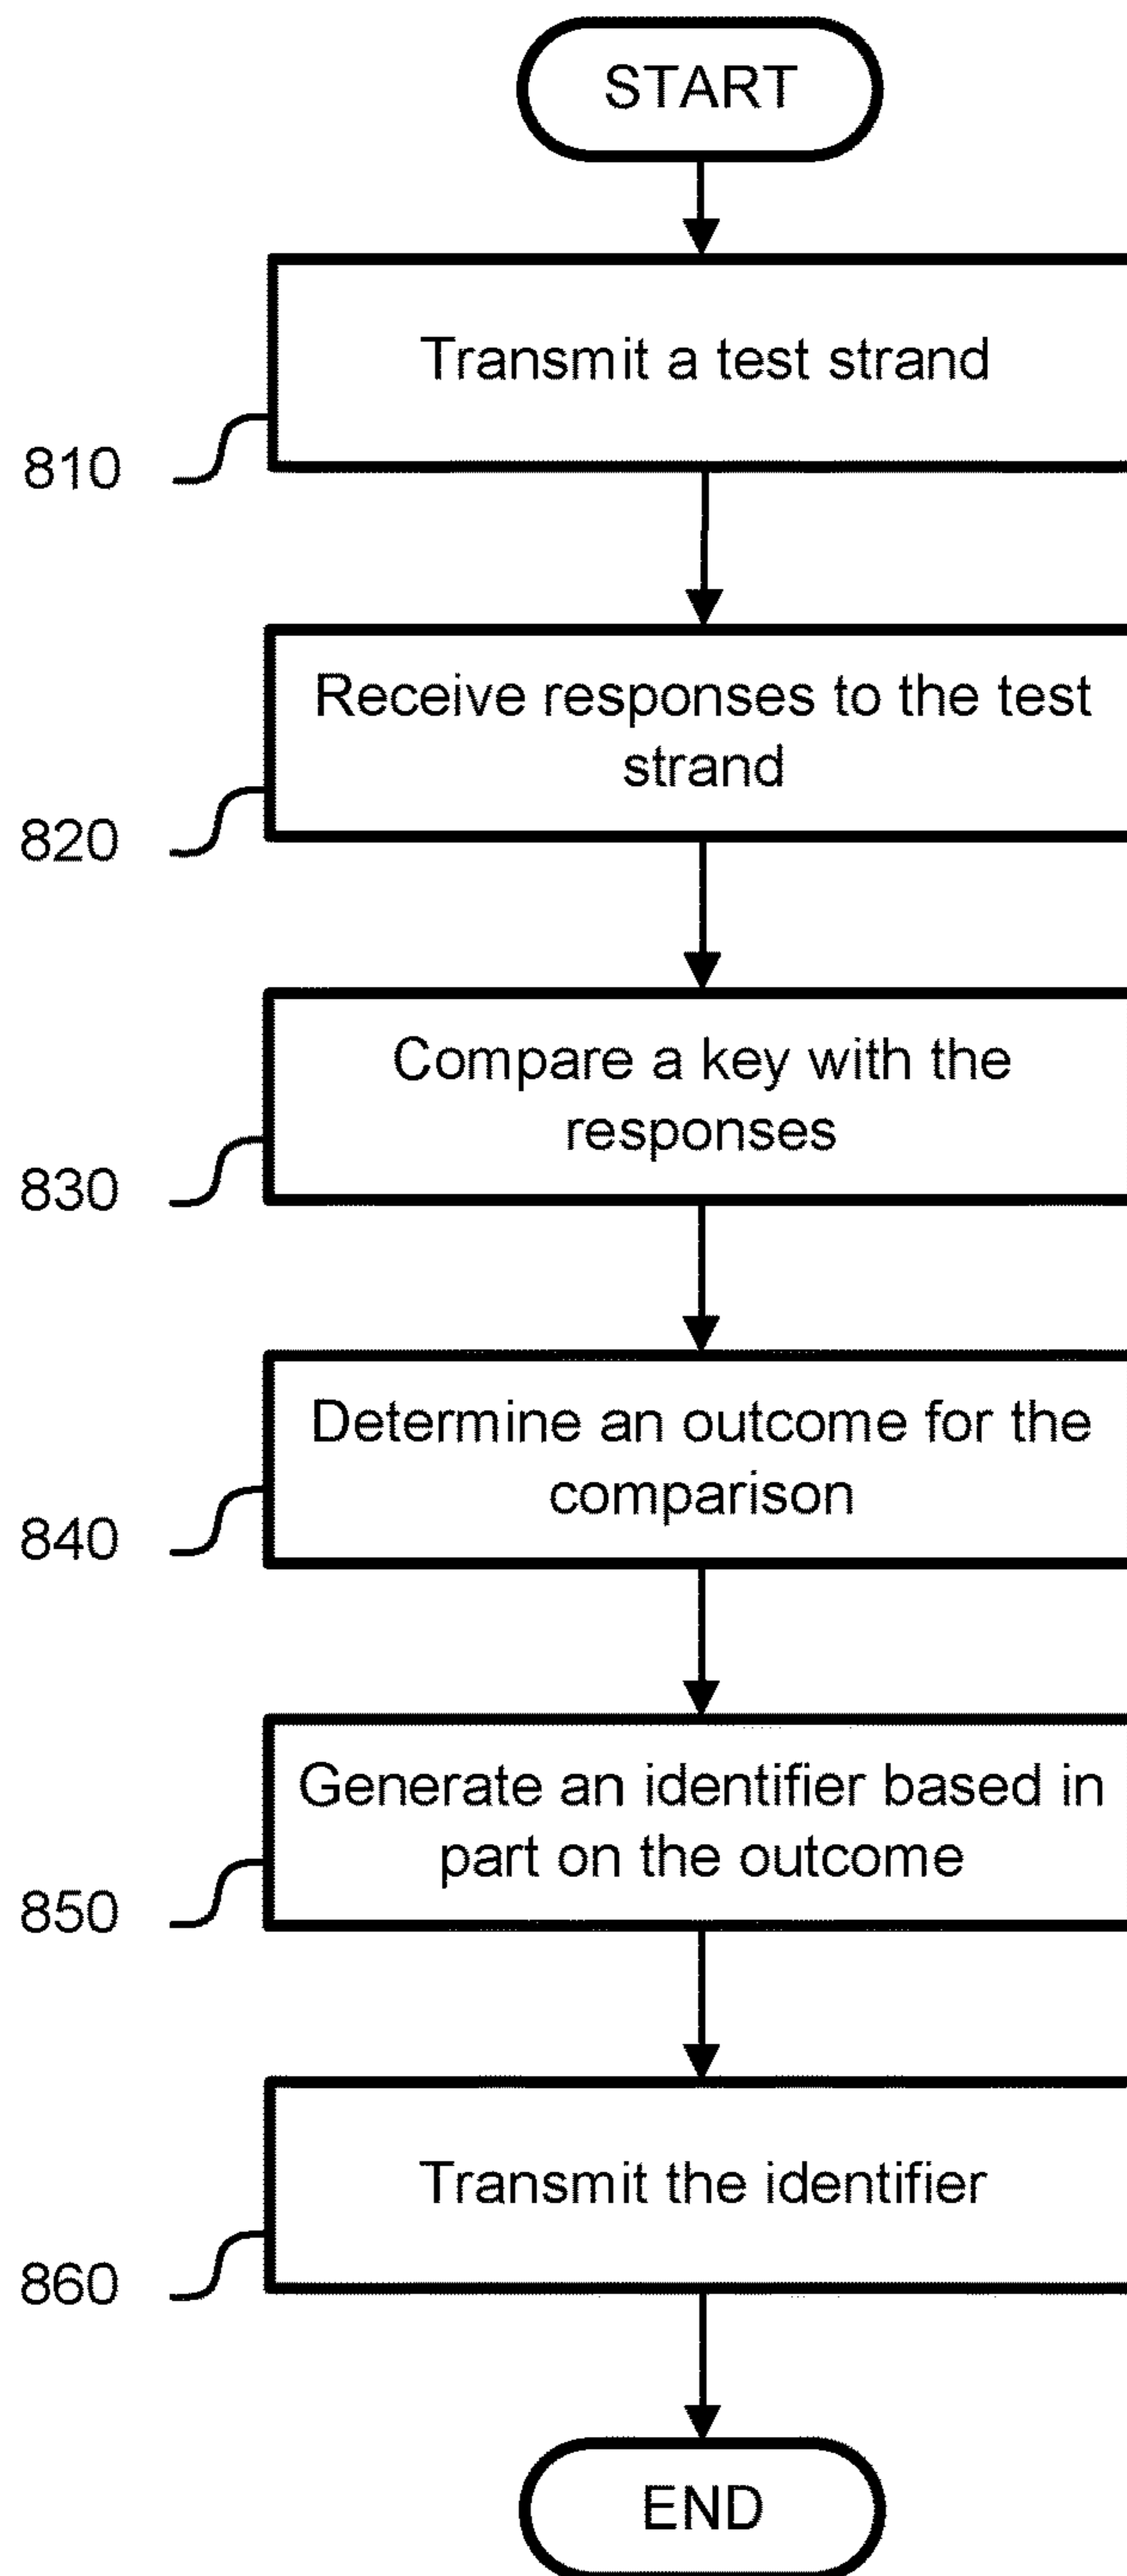 START
Transmit a test strand
810
Receive responses to the test
strand
820
Compare a key with the
responses
830
Determine an outcome for the
comparison
840
Generate an identifier based in
part on the outcome
850
Transmit the identifier
860
END